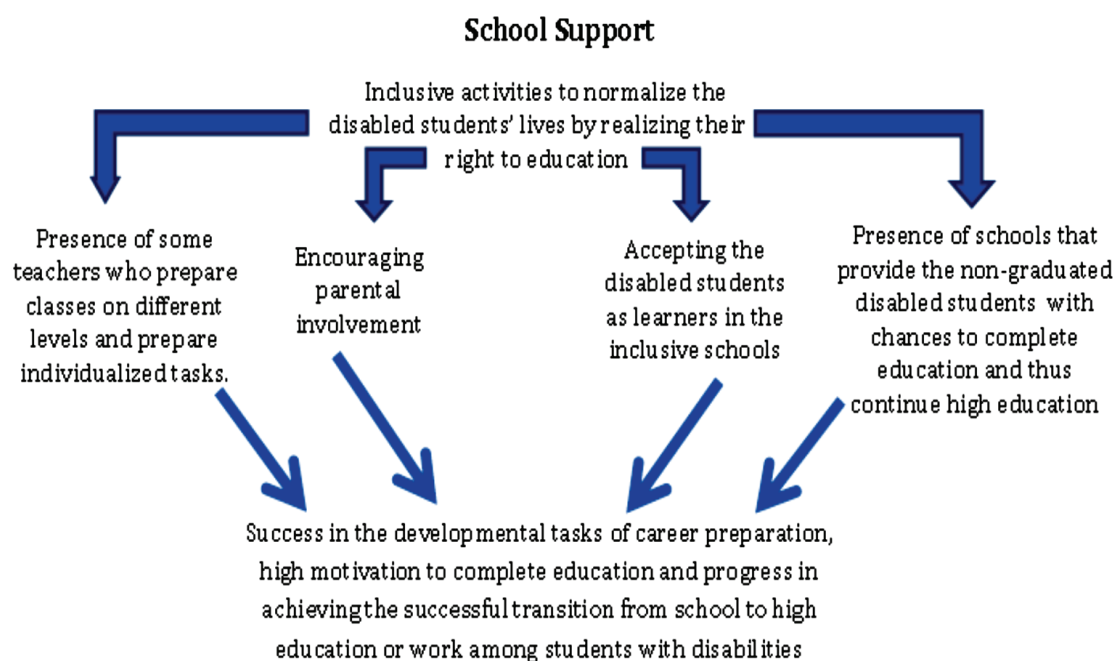 School Support
Inclusive activities to normalize the
disabled students' lives by realizing their
right to education
Presence of some
teachers who prepare
classes on different
levels and prepare
individualized tasks.
Encouraging
parental
involvement
Accepting the
disabled students
as learners in the
inclusive schools
Presence of schools that
provide the non-graduated
disabled students with
chances to complete
education and thus
continue high education
Success in the developmental tasks of career preparation,
high motivation to complete education and progress in
achieving the successful transition from school to high
education or work among students with disabilities